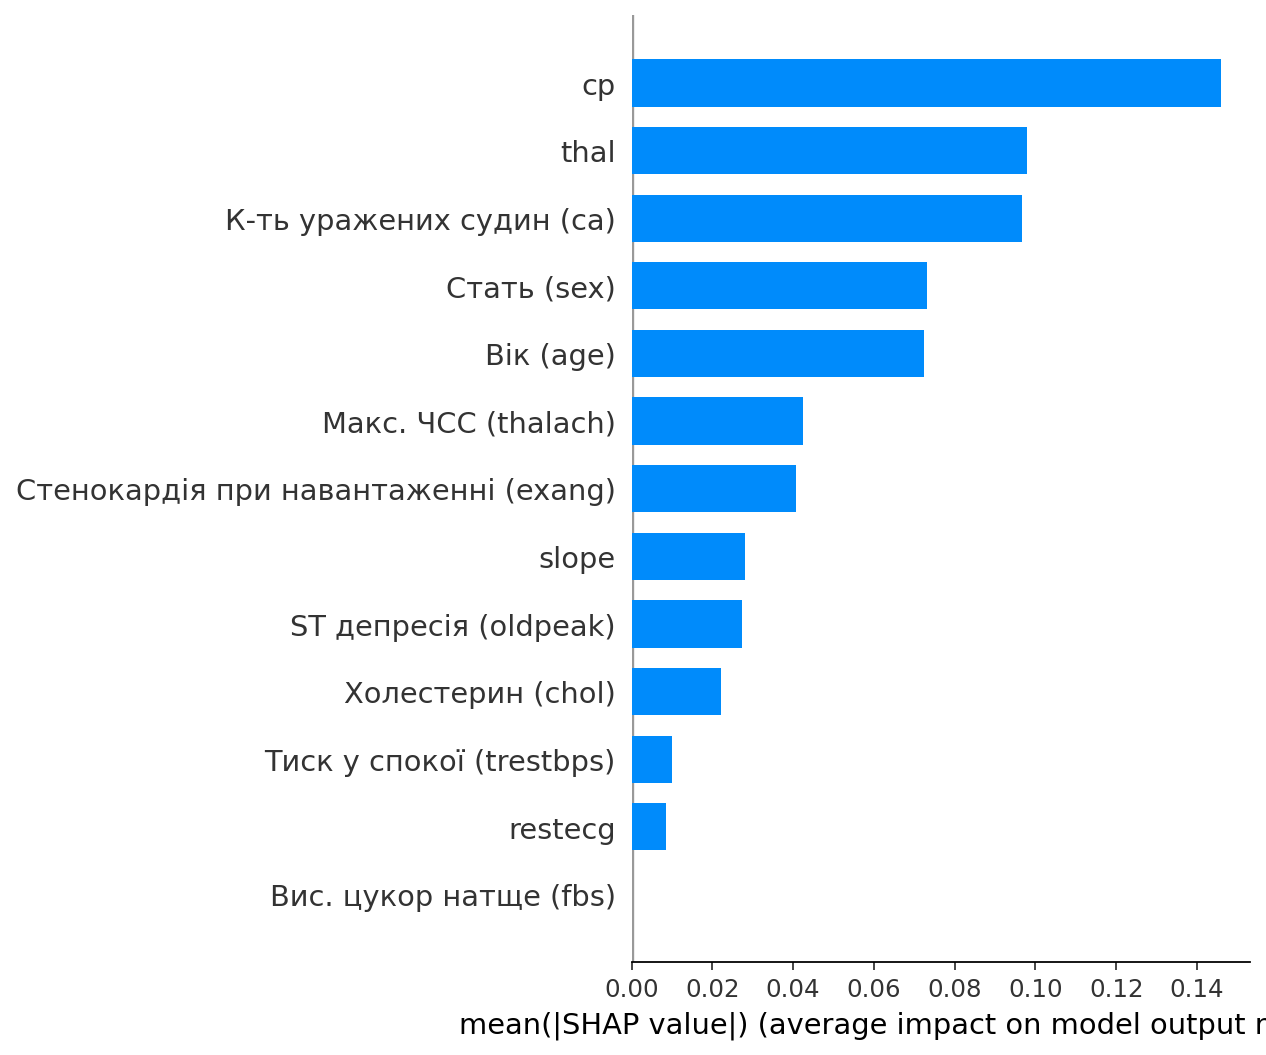 cp
thal
К-ть уражених судин (ca)
Стать (sex)
Вік (age)
Макс. ЧСС (thalach)
Стенокардія при навантаженні (exang)
slope
ST депресія (oldpeak)
Холестерин (chol)
Тиск у спокої (trestbps)
restecg
Вис. цукор натще (fbs)
0.00 0.02 0.04 0.06 0.08 0.10 0.12 0.14
mean(|SHAP value|) (average impact on model output